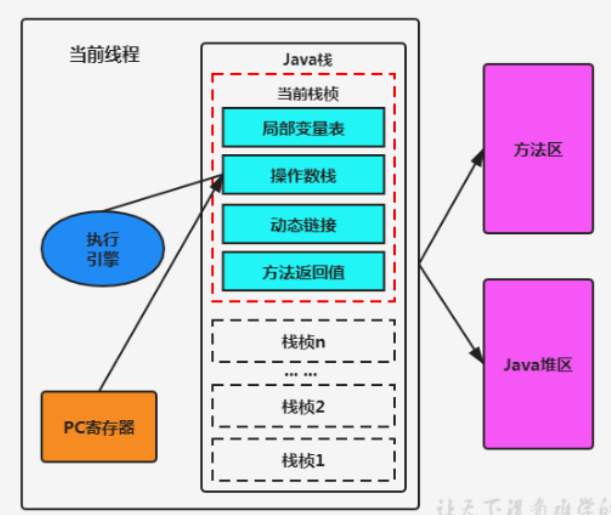 当前线程
Java栈
当前栈桢
局部变量表
操作数栈
动态链接
方法返回值
执行
引擎
PC寄存器
栈桢n
... ...
栈桢2
栈桢1
方法区
Java堆区
让天下没有难学的